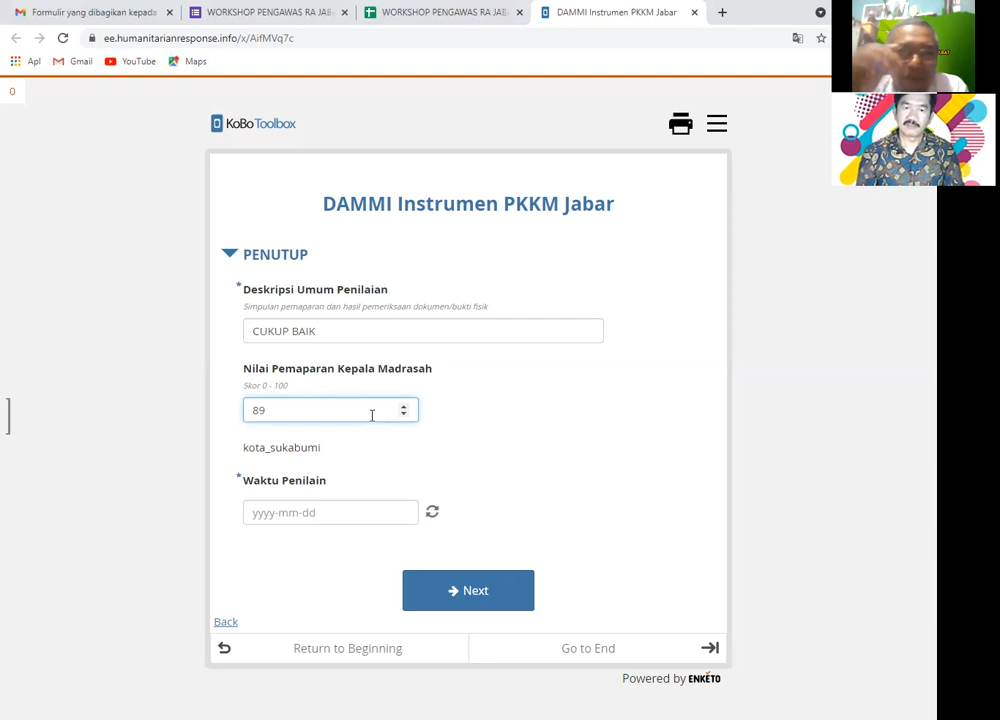 Formulir yang dibagikan kepada
WORKSHOP PENGAWAS RA JAB
WORKSHOP PENGAWAS RA JAB
DAMMI Instrumen PKKM Jabar
ee.humanitarianresponse.info/x/AifMVq7c
Apl
Gmail
YouTube
Maps
0
KoBoToolbox
DAMMI Instrumen PKKM Jabar
PENUTUP
* Deskripsi Umum Penilaian
Simpulan pemaparan dan hasil pemeriksaan dokumen/bukti fisik
CUKUP BAIK
Nilai Pemaparan Kepala Madrasah
Skor 0 - 100
89
kota_sukabumi
* Waktu Penilain
yyyy-mm-dd
Next
Back
Return to Beginning
Go to End
Powered by ENKETO